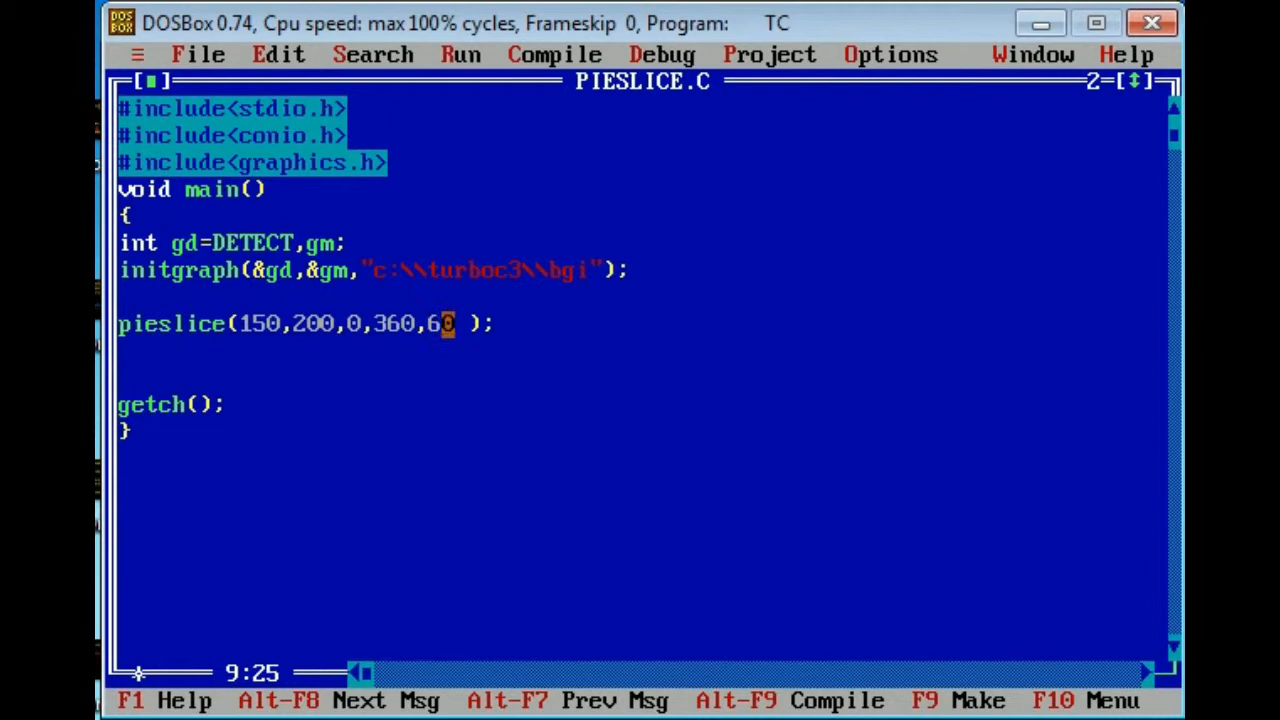 DOS
BOX
DOSBox 0.74, Cpu speed: max 100% cycles, Frameskip 0, Program: TC
≡ File Edit Search Run Compile Debug Project Options Window Help
PIESLICE.C 2=[↕]
#include<stdio.h>
#include<conio.h>
#include<graphics.h>
void main()
{
int gd=DETECT,gm;
initgraph(&gd,&gm,"c:\\turboc3\\bgi");
pieslice(150,200,0,360,60 );
getch();
}
9:25
F1 Help Alt-F8 Next Msg Alt-F7 Prev Msg Alt-F9 Compile F9 Make F10 Menu